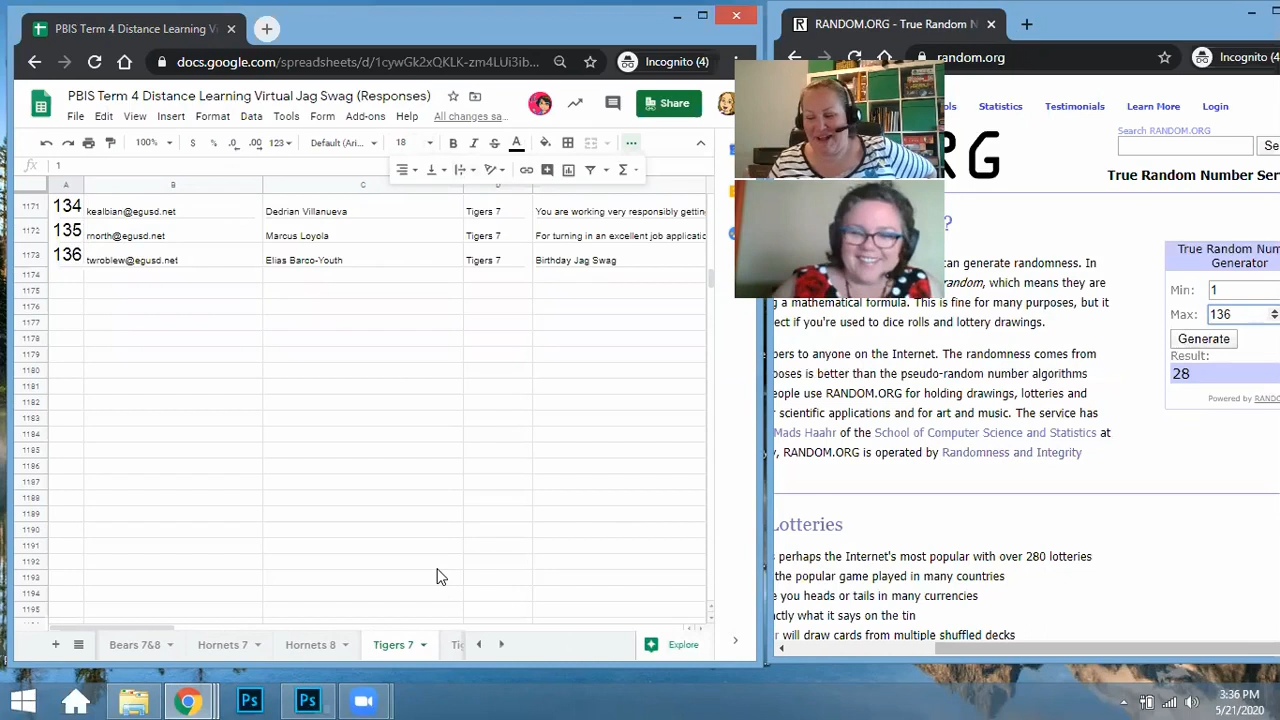 PBIS Term 4 Distance Learning V
docs.google.com/spreadsheets/d/1cywGk2xQKLK-zm4LUi3ib...
Incognito (4)
PBIS Term 4 Distance Learning Virtual Jag Swag (Responses)
File Edit View Insert Format Data Tools Form Add-ons Help All changes sa...
Share
100% .0 .00 123 Default (Ari... 18 B I S A
fx 1
A B C D
1171 134 kealbian@egusd.net Dedrian Villanueva Tigers 7 You are working very responsibly getting
1172 135 rnorth@egusd.net Marcus Loyola Tigers 7 For turning in an excellent job applicatio
1173 136 twroblew@egusd.net Elias Barco-Youth Tigers 7 Birthday Jag Swag
1174
1175
1176
1177
1178
1179
1180
1181
1182
1183
1184
1185
1186
1187
1188
1189
1190
1191
1192
1193
1194
1195
Bears 7&8 Hornets 7 Hornets 8 Tigers 7 Tig
Explore
RANDOM.ORG - True Random N
random.org
Incognito (4)
ols Statistics Testimonials Learn More Login
Search RANDOM.ORG
Se
RG
True Random Number Ser
?
can generate randomness. In
random, which means they are
g a mathematical formula. This is fine for many purposes, but it
ect if you're used to dice rolls and lottery drawings.
bers to anyone on the Internet. The randomness comes from
poses is better than the pseudo-random number algorithms
eople use RANDOM.ORG for holding drawings, lotteries and
r scientific applications and for art and music. The service has
Mads Haahr of the School of Computer Science and Statistics at
y, RANDOM.ORG is operated by Randomness and Integrity
True Random Number
Generator
Min: 1
Max: 136
Generate
Result:
28
Powered by RANDO
Lotteries
s perhaps the Internet's most popular with over 280 lotteries
the popular game played in many countries
e you heads or tails in many currencies
actly what it says on the tin
r will draw cards from multiple shuffled decks
Ps Ps
3:36 PM
5/21/2020